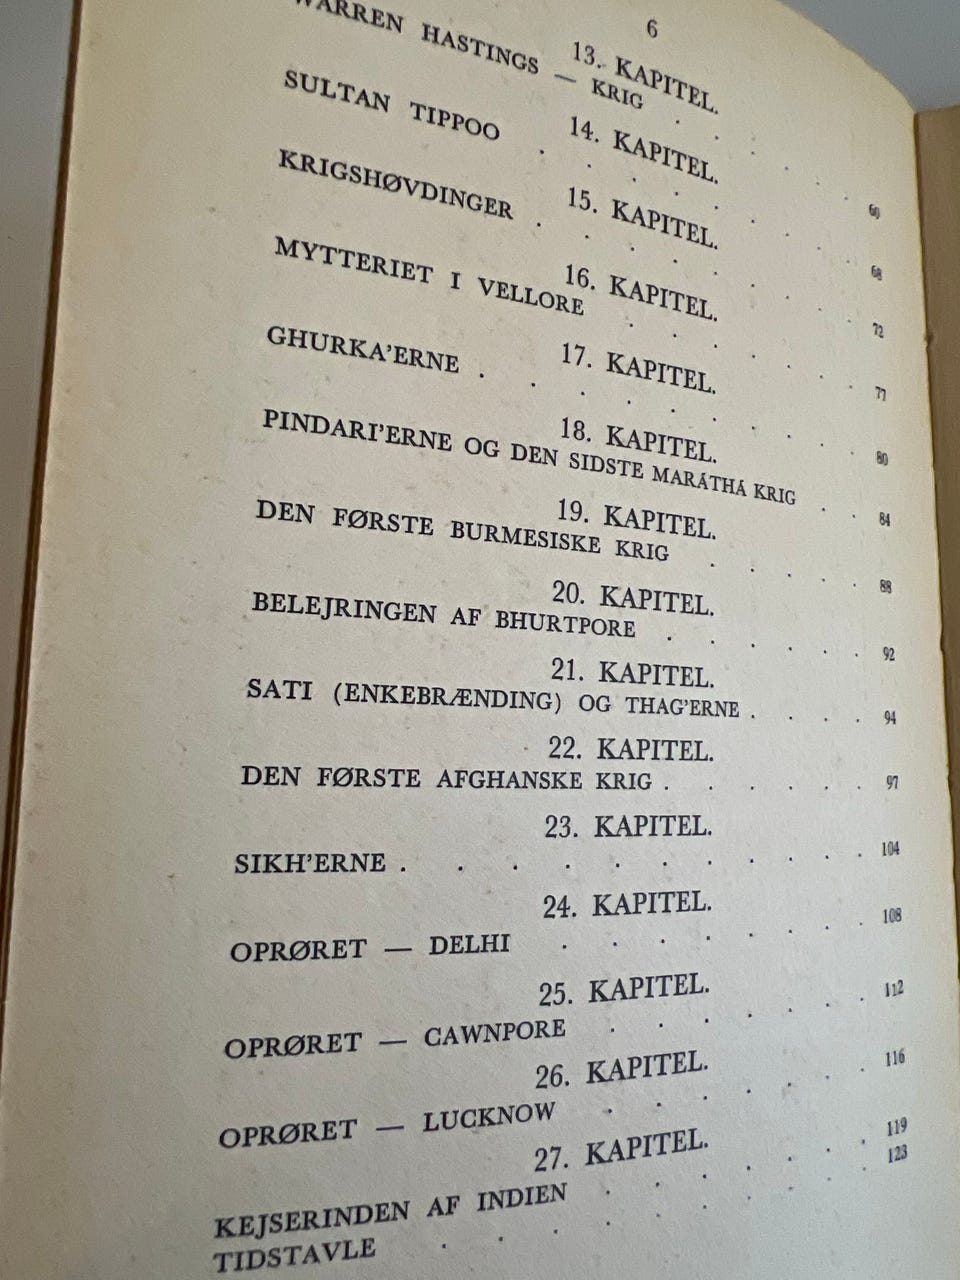 6
13. KAPITEL.
WARREN HASTINGS — KRIG . . . . . 60
14. KAPITEL.
SULTAN TIPPOO . . . . . . . 68
15. KAPITEL.
KRIGSHØVDINGER . . . . . . . . 72
16. KAPITEL.
MYTTERIET I VELLORE . . . . . . 77
17. KAPITEL.
GHURKA'ERNE . . . . . . . . 80
18. KAPITEL.
PINDARI'ERNE OG DEN SIDSTE MARÁTHÁ KRIG . . 84
19. KAPITEL.
DEN FØRSTE BURMESISKE KRIG . . . . . 88
20. KAPITEL.
BELEJRINGEN AF BHURTPORE . . . . . 92
21. KAPITEL.
SATI (ENKEBRÆNDING) OG THAG'ERNE . . . . 94
22. KAPITEL.
DEN FØRSTE AFGHANSKE KRIG . . . . . . 97
23. KAPITEL.
SIKH'ERNE . . . . . . . . . . 104
24. KAPITEL.
OPRØRET — DELHI . . . . . . . 108
25. KAPITEL.
OPRØRET — CAWNPORE . . . . . . 112
26. KAPITEL.
OPRØRET — LUCKNOW . . . . . . 116
27. KAPITEL.
KEJSERINDEN AF INDIEN . . . . . . 119
TIDSTAVLE . . . . . . . . 123